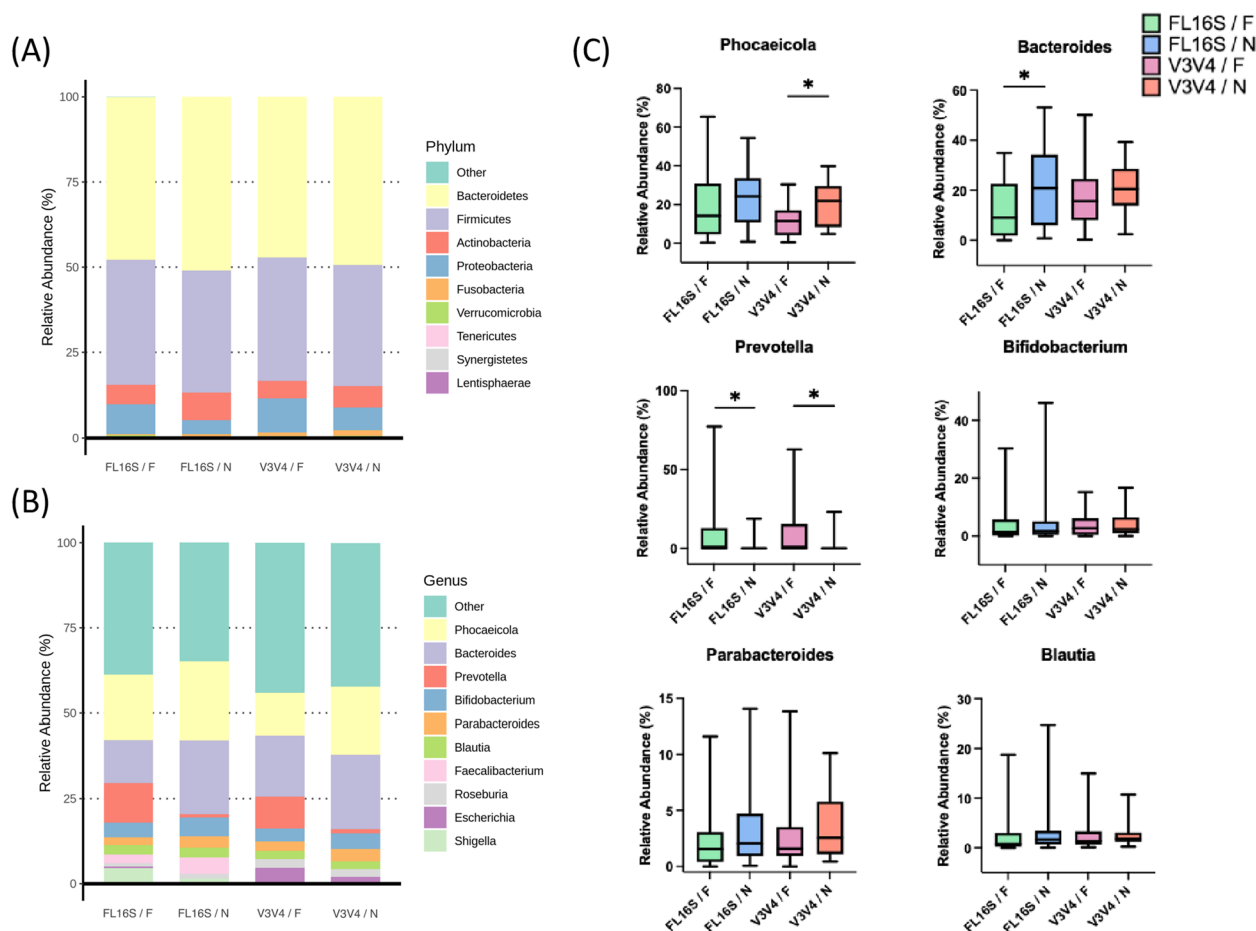 (A)
Relative Abundance (%)
100
75
50
25
0
FL16S / F
FL16S / N
V3V4 / F
V3V4 / N
Phylum
Other
Bacteroidetes
Firmicutes
Actinobacteria
Proteobacteria
Fusobacteria
Verrucomicrobia
Tenericutes
Synergistetes
Lentisphaerae
(B)
Relative Abundance (%)
100
75
50
25
0
FL16S / F
FL16S / N
V3V4 / F
V3V4 / N
Genus
Other
Phocaeicola
Bacteroides
Prevotella
Bifidobacterium
Parabacteroides
Blautia
Faecalibacterium
Roseburia
Escherichia
Shigella
(C)
FL16S / F
FL16S / N
V3V4 / F
V3V4 / N
Phocaeicola
Relative Abundance (%)
80
60
40
20
0
*
FL16S / F
FL16S / N
V3V4 / F
V3V4 / N
Bacteroides
Relative Abundance (%)
60
40
20
0
*
FL16S / F
FL16S / N
V3V4 / F
V3V4 / N
Prevotella
Relative Abundance (%)
100
50
0
*
*
FL16S / F
FL16S / N
V3V4 / F
V3V4 / N
Bifidobacterium
Relative Abundance (%)
40
20
0
FL16S / F
FL16S / N
V3V4 / F
V3V4 / N
Parabacteroides
Relative Abundance (%)
15
10
5
0
FL16S / F
FL16S / N
V3V4 / F
V3V4 / N
Blautia
Relative Abundance (%)
30
20
10
0
FL16S / F
FL16S / N
V3V4 / F
V3V4 / N